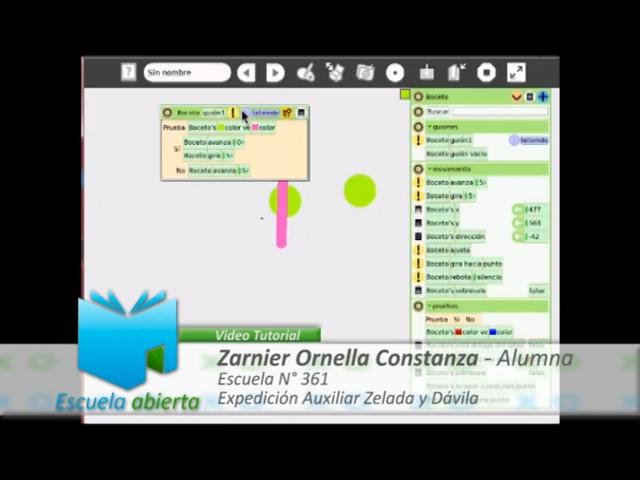 ?
Sin nombre
Boceto guión1 ! latiendo
Prueba Boceto's color ve color
Sí Boceto avanza 0
Boceto gira 5
No Boceto avanza 5
Boceto
Buscar
guiones
Boceto guión1 latiendo
Boceto guión vacío
movimiento
Boceto avanza 5
Boceto gira 5
Boceto's x 477
Boceto's y 563
Boceto's dirección -42
Boceto ajusta
Boceto gira hacia punto
Boceto rebota silencio
Boceto's sobresale false
pruebas
Prueba Sí No
Boceto's color ve color
Video Tutorial
Zarnier Ornella Constanza - Alumna
Escuela N° 361
Expedición Auxiliar Zelada y Dávila
Escuela abierta